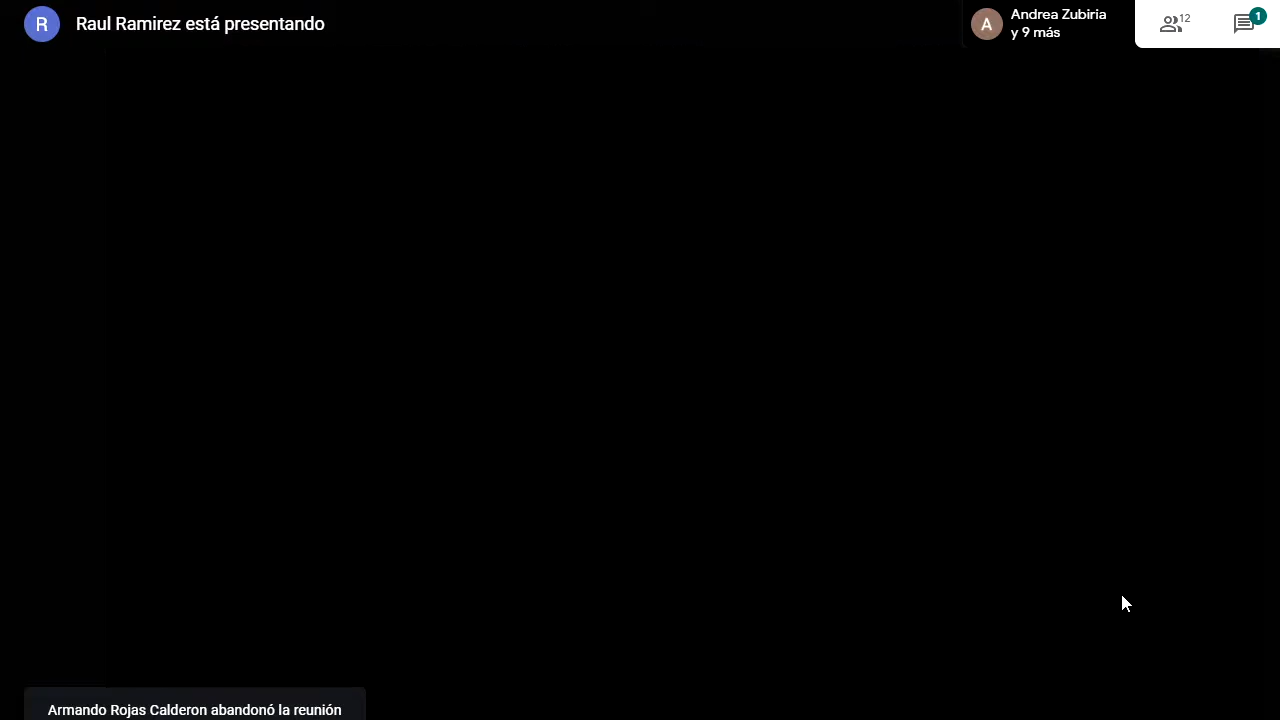 R
Raul Ramirez está presentando
A
Andrea Zubiria
y 9 más
12
1
Armando Rojas Calderon abandonó la reunión